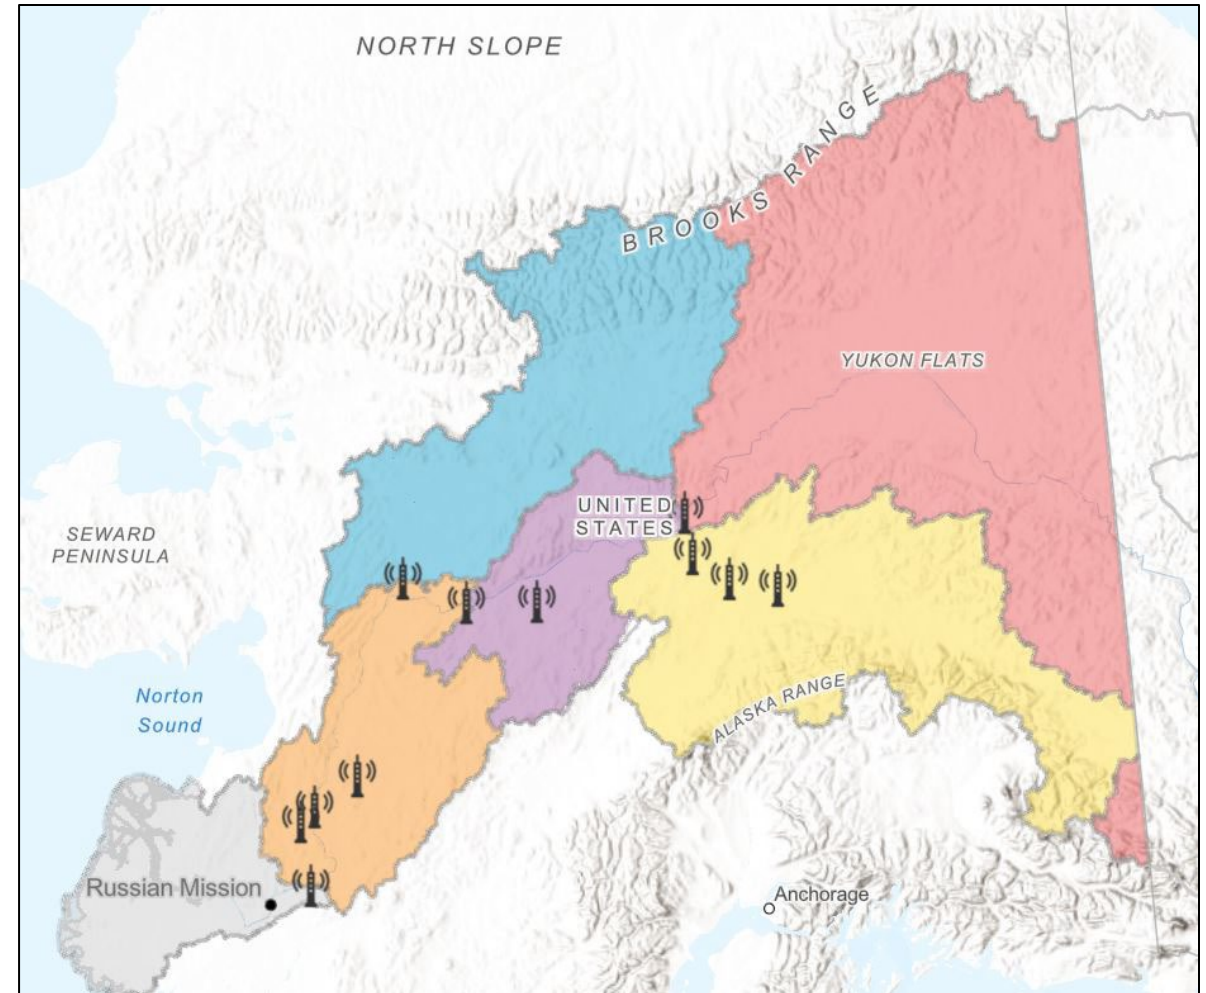 NORTH SLOPE
BROOKS RANGE
YUKON FLATS
UNITED
STATES
SEWARD
PENINSULA
Norton
Sound
ALASKA RANGE
Russian Mission
Anchorage